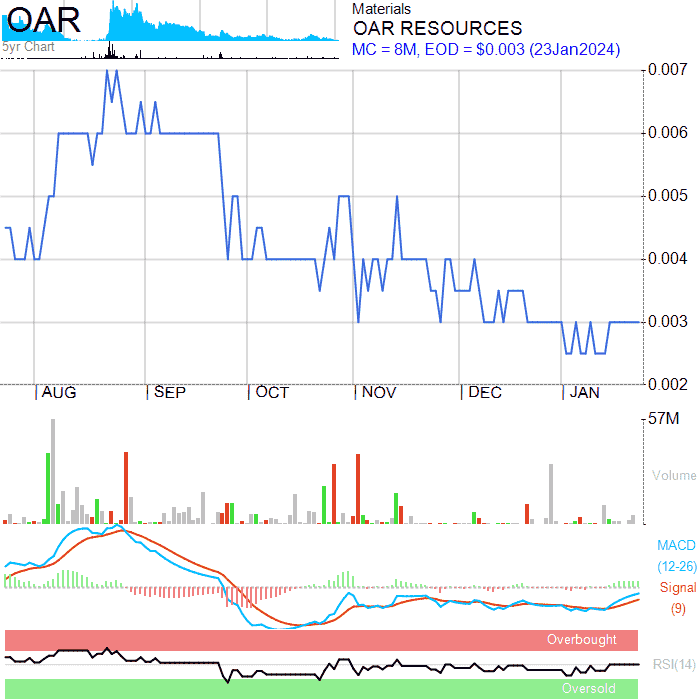 OAR
5yr Chart
Materials
OAR RESOURCES
MC = 8M, EOD = $0.003 (23Jan2024)
0.007
0.006
0.005
0.004
0.003
0.002
AUG SEP OCT NOV DEC JAN
57M
Volume
MACD
(12-26)
Signal
(9)
Overbought
RSI(14)
Oversold